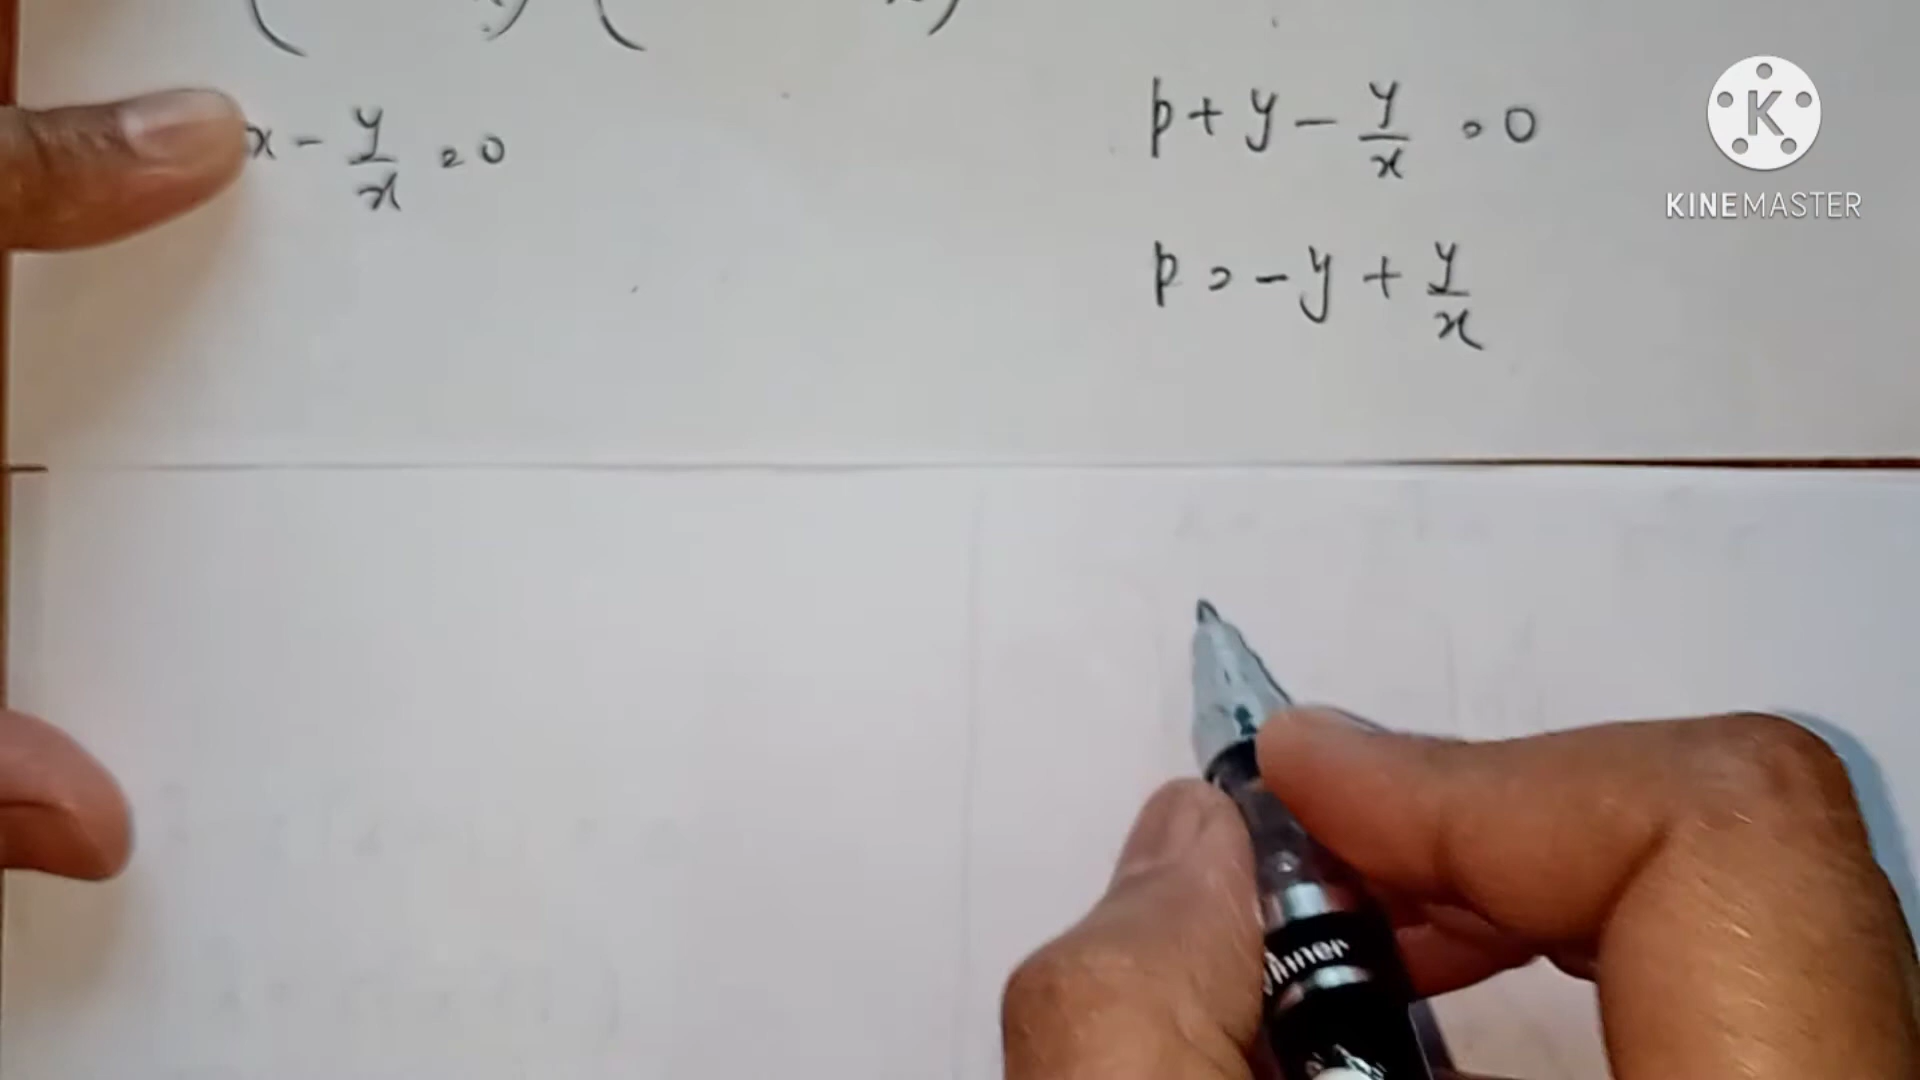 x - y/x = 0
p + y - y/x = 0
p = -y + y/x
K
KINEMASTER